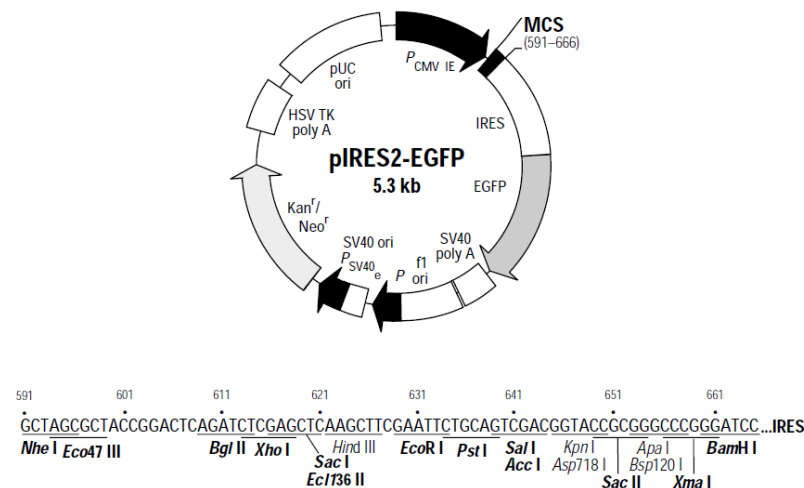 MCS
(591–666)
P CMV IE
pUC
ori
HSV TK
poly A
IRES
pIRES2-EGFP
5.3 kb
EGFP
Kanʳ/
Neoʳ
SV40 ori
P SV40e
P
f1
ori
SV40
poly A
591 601 611 621 631 641 651 661
GCTAGCGCTACCGGACTCAGATCTCGAGCTCAAGCTTCGAATTCTGCAGTCGACGGTACCGCGGGCCCGGGATCC...IRES
Nhe I Eco47 III Bgl II Xho I Hind III EcoR I Pst I Sal I Kpn I Apa I BamH I
Sac I Acc I Asp718 I Bsp120 I
Ecl136 II Sac II Xma I